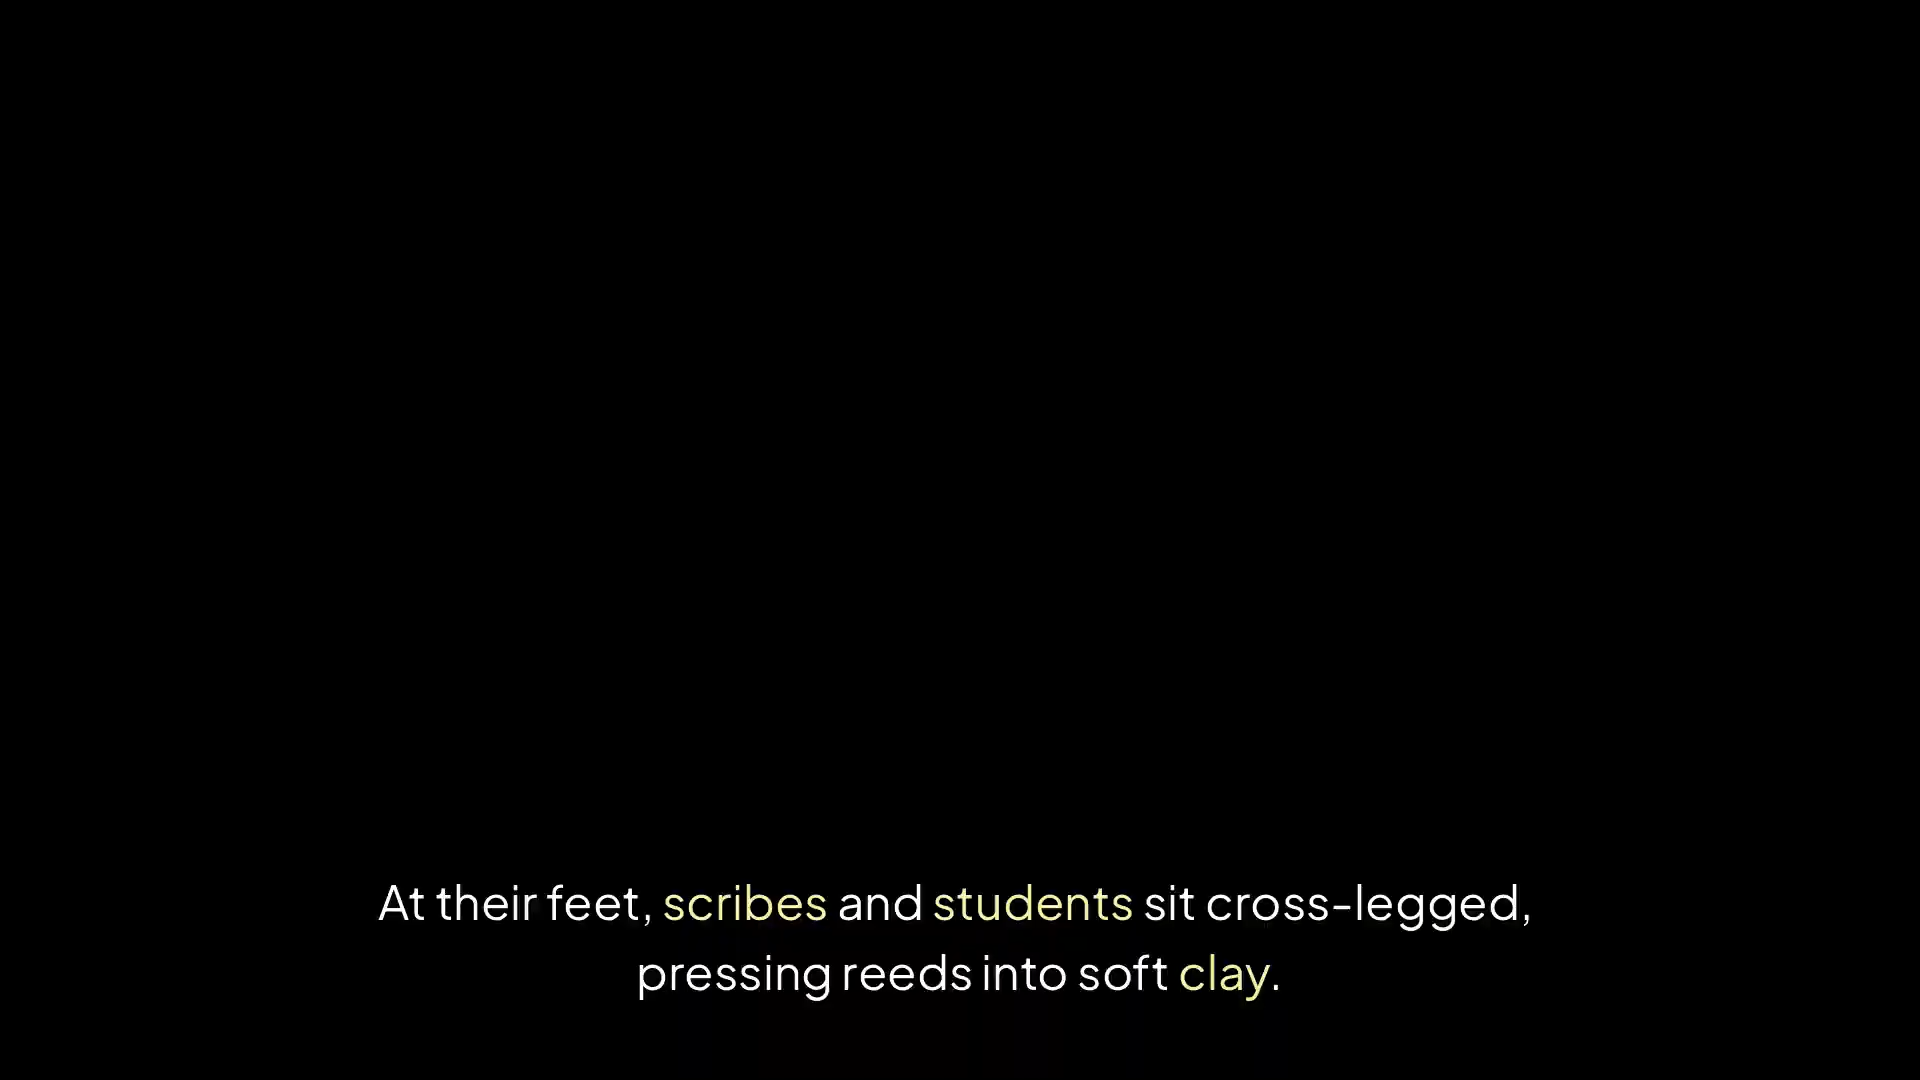 At their feet, scribes and students sit cross-legged,
pressing reeds into soft clay.